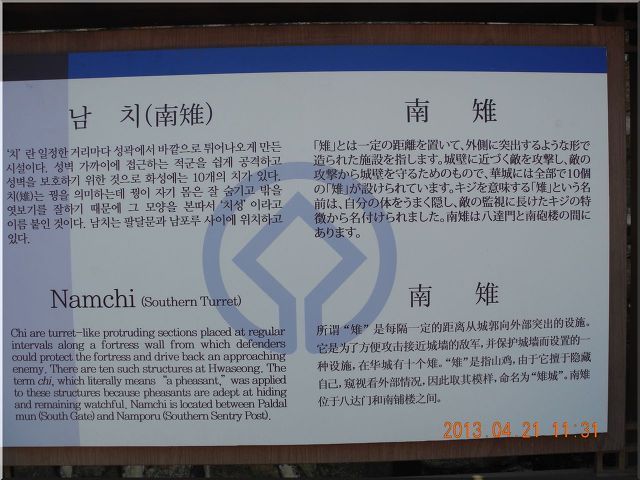 남 치(南雉)
'치' 란 일정한 거리마다 성곽에서 바깥으로 튀어나오게 만든
시설이다. 성벽 가까이에 접근하는 적군을 쉽게 공격하고
성벽을 보호하기 위한 것으로 화성에는 10개의 치가 있다.
치(雉)는 꿩을 의미하는데 꿩이 자기 몸은 잘 숨기고 밖을
엿보기를 잘하기 때문에 그 모양을 본따서 '치성' 이라고
이름 붙인 것이다. 남치는 팔달문과 남포루 사이에 위치하고
있다.
南 雉
「雉」とは一定の距離を置いて、外側に突出するような形で
造られた施設を指します。城壁に近づく敵を攻撃し、敵の
攻撃から城壁を守るためのもので、華城には全部で10個
の「雉」が設けられています。キジを意味する「雉」という名
前は、自分の体をうまく隠し、敵の監視に長けたキジの特
徴から名付けられました。南雉は八達門と南砲楼の間に
あります。
Namchi (Southern Turret)
Chi are turret-like protruding sections placed at regular
intervals along a fortress wall from which defenders
could protect the fortress and drive back an approaching
enemy. There are ten such structures at Hwaseong. The
term chi, which literally means "a pheasant," was applied
to these structures because pheasants are adept at hiding
and remaining watchful. Namchi is located between Paldal
mun (South Gate) and Namporu (Southern Sentry Post).
南 雉
所谓“雉”是每隔一定的距离从城郭向外部突出的设施。
它是为了方便攻击接近城墙的敌军，并保护城墙而设置的一
种设施，在华城有十个雉。“雉”是指山鸡，由于它擅于隐藏
自己，窥视看外部情况，因此取其模样，命名为“雉城”。南雉
位于八达门和南铺楼之间。
2013.04.21 11:31